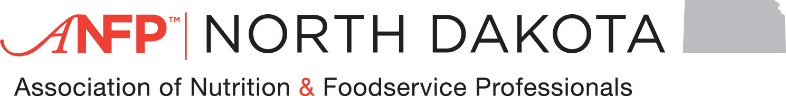 ANFP™ | NORTH DAKOTA
Association of Nutrition & Foodservice Professionals